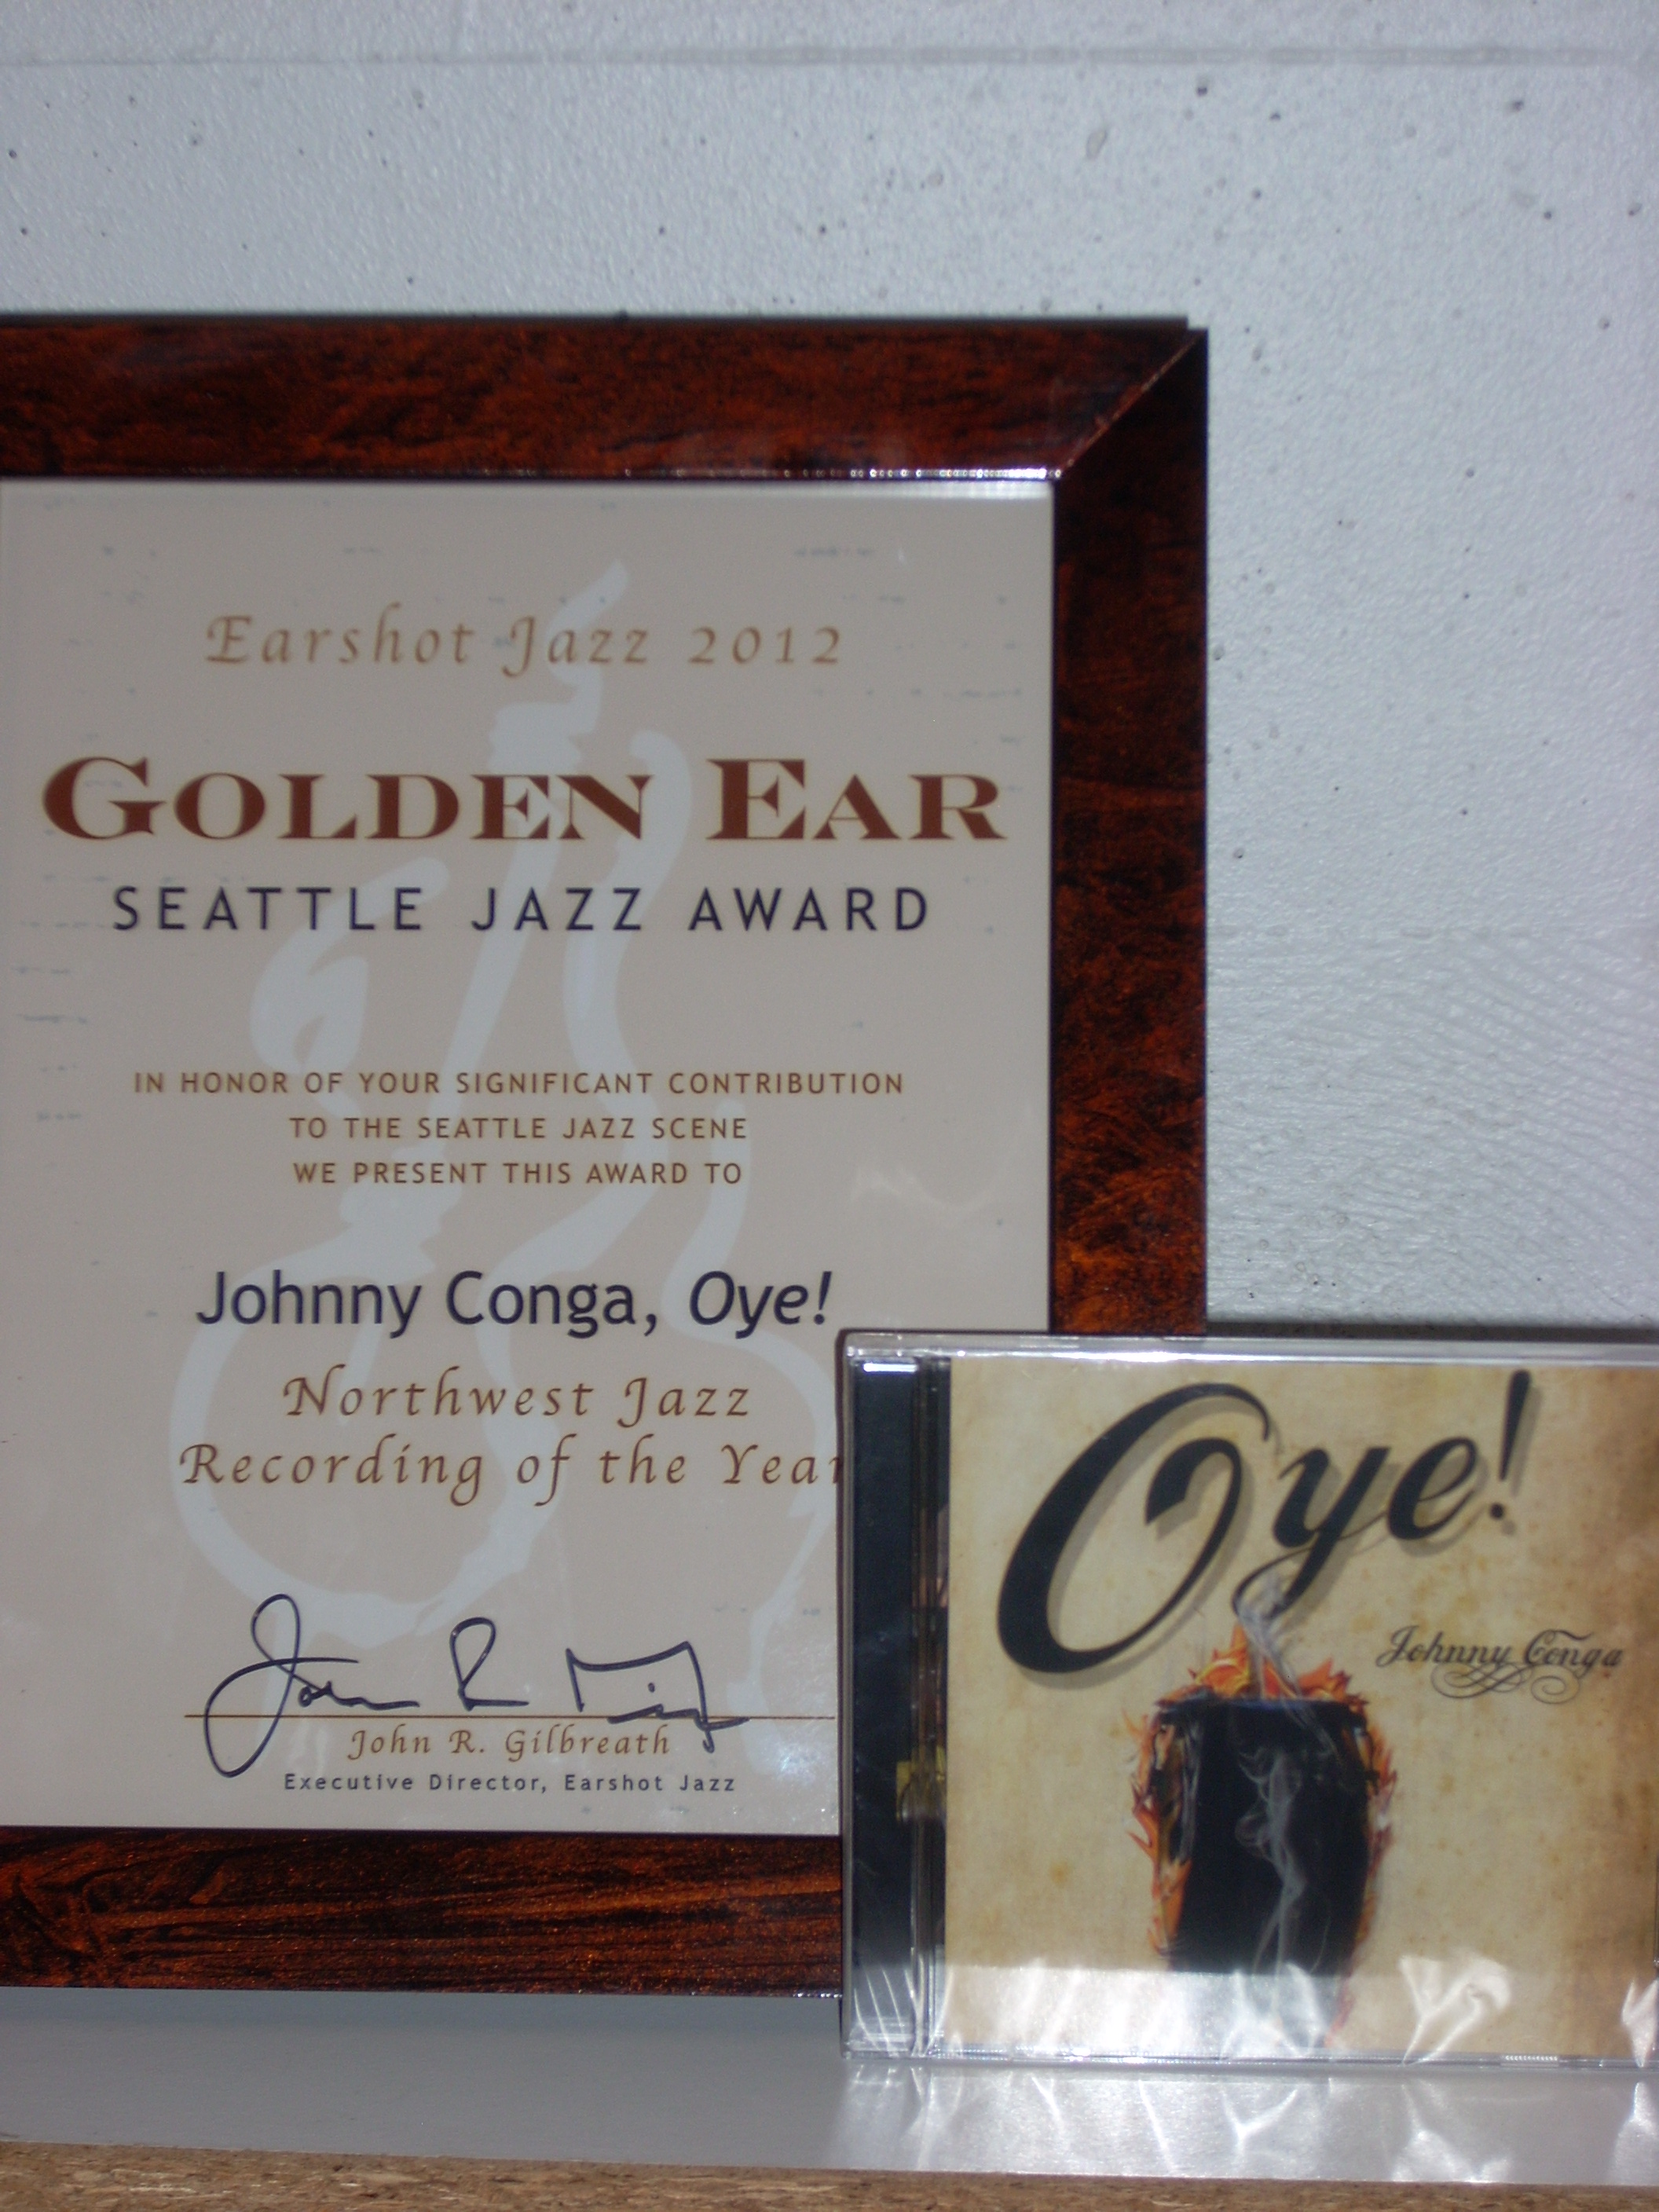 Earshot Jazz 2012
GOLDEN EAR
SEATTLE JAZZ AWARD
IN HONOR OF YOUR SIGNIFICANT CONTRIBUTION
TO THE SEATTLE JAZZ SCENE
WE PRESENT THIS AWARD TO
Johnny Conga, Oye!
Northwest Jazz
Recording of the Year
John R. Gilbreath
Executive Director, Earshot Jazz
Oye!
Johnny Conga